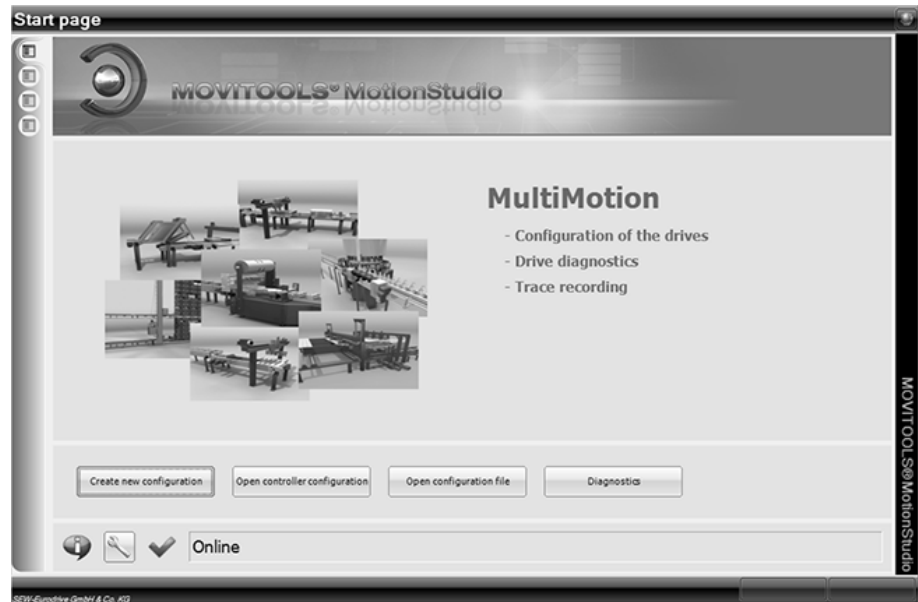 Start page
MOVITOOLS® MotionStudio
MultiMotion
- Configuration of the drives
- Drive diagnostics
- Trace recording
Create new configuration
Open controller configuration
Open configuration file
Diagnostics
Online
MOVITOOLS® MotionStudio
SEW-Eurodrive GmbH & Co. KG